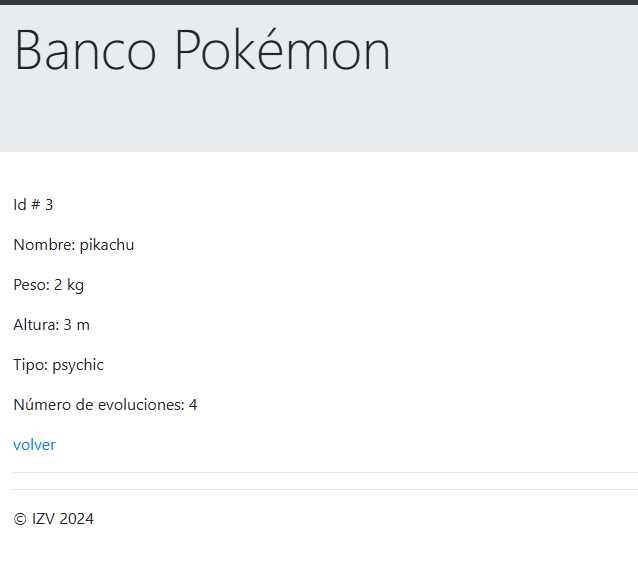 Banco Pokémon
Id # 3
Nombre: pikachu
Peso: 2 kg
Altura: 3 m
Tipo: psychic
Número de evoluciones: 4
volver
© IZV 2024